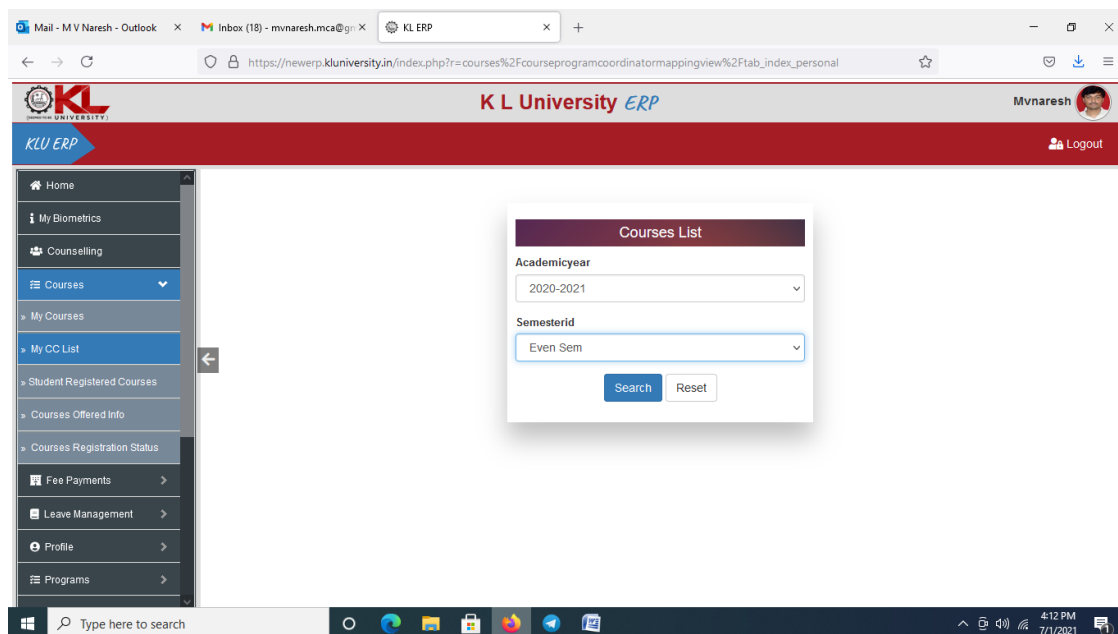 Mail - M V Naresh - Outlook
Inbox (18) - mvnaresh.mca@gm
KL ERP
https://newerp.kluniversity.in/index.php?r=courses%2Fcourseprogramcoordinatormappingview%2Ftab_index_personal
KL
UNIVERSITY
K L University ERP
Mvnaresh
KLU ERP
Logout
Home
My Biometrics
Counselling
Courses
» My Courses
» My CC List
» Student Registered Courses
» Courses Offered Info
» Courses Registration Status
Fee Payments
Leave Management
Profile
Programs
Courses List
Academicyear
2020-2021
Semesterid
Even Sem
Search Reset
Type here to search
4:12 PM
7/1/2021